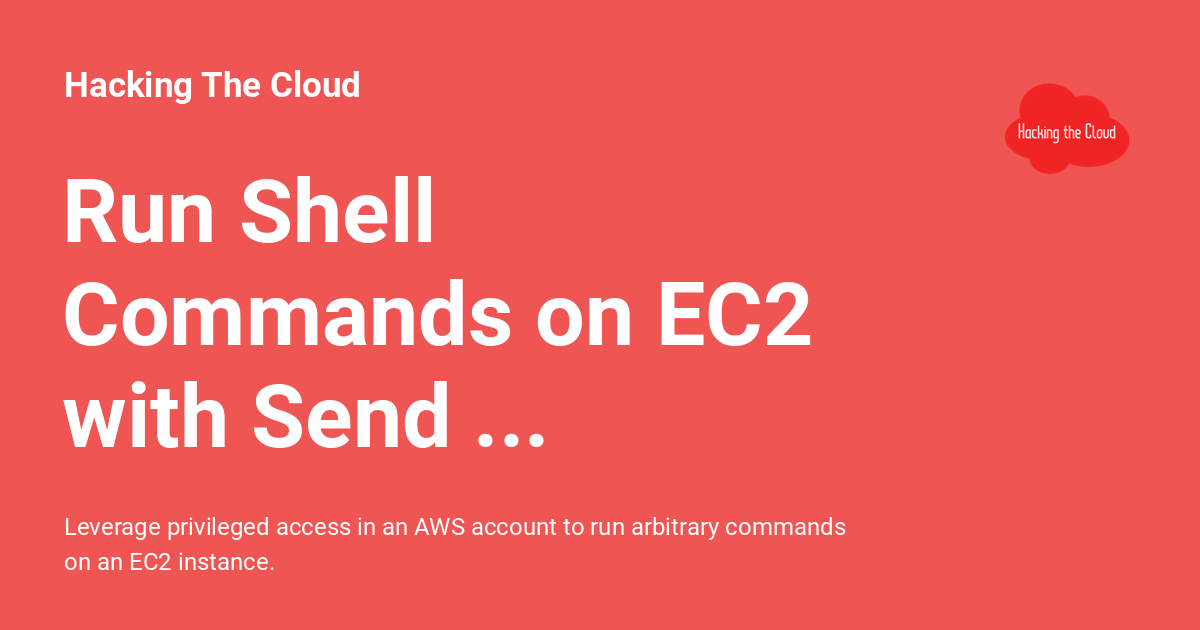 Hacking The Cloud
Hacking the Cloud
Run Shell
Commands on EC2
with Send ...
Leverage privileged access in an AWS account to run arbitrary commands
on an EC2 instance.